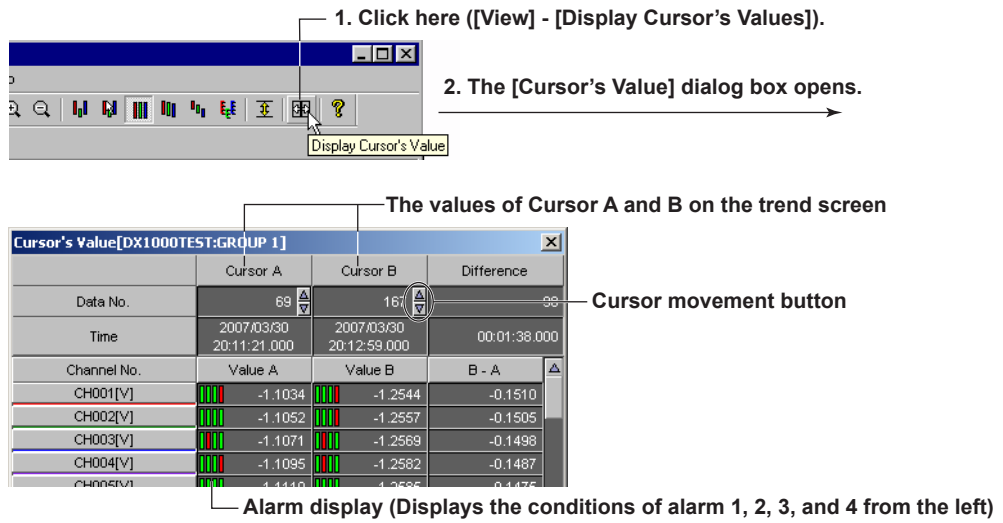 1. Click here ([View] - [Display Cursor's Values]).
2. The [Cursor's Value] dialog box opens.
Display Cursor's Value
The values of Cursor A and B on the trend screen
Cursor's Value[DX1000TEST:GROUP 1]
Cursor A Cursor B Difference
Data No. 69 167
Cursor movement button
Time 2007/03/30 20:11:21.000 2007/03/30 20:12:59.000 00:01:38.000
Channel No. Value A Value B B - A
CH001[V] -1.1034 -1.2544 -0.1510
CH002[V] -1.1052 -1.2557 -0.1505
CH003[V] -1.1071 -1.2569 -0.1498
CH004[V] -1.1095 -1.2582 -0.1487
CH005[V]
Alarm display (Displays the conditions of alarm 1, 2, 3, and 4 from the left)